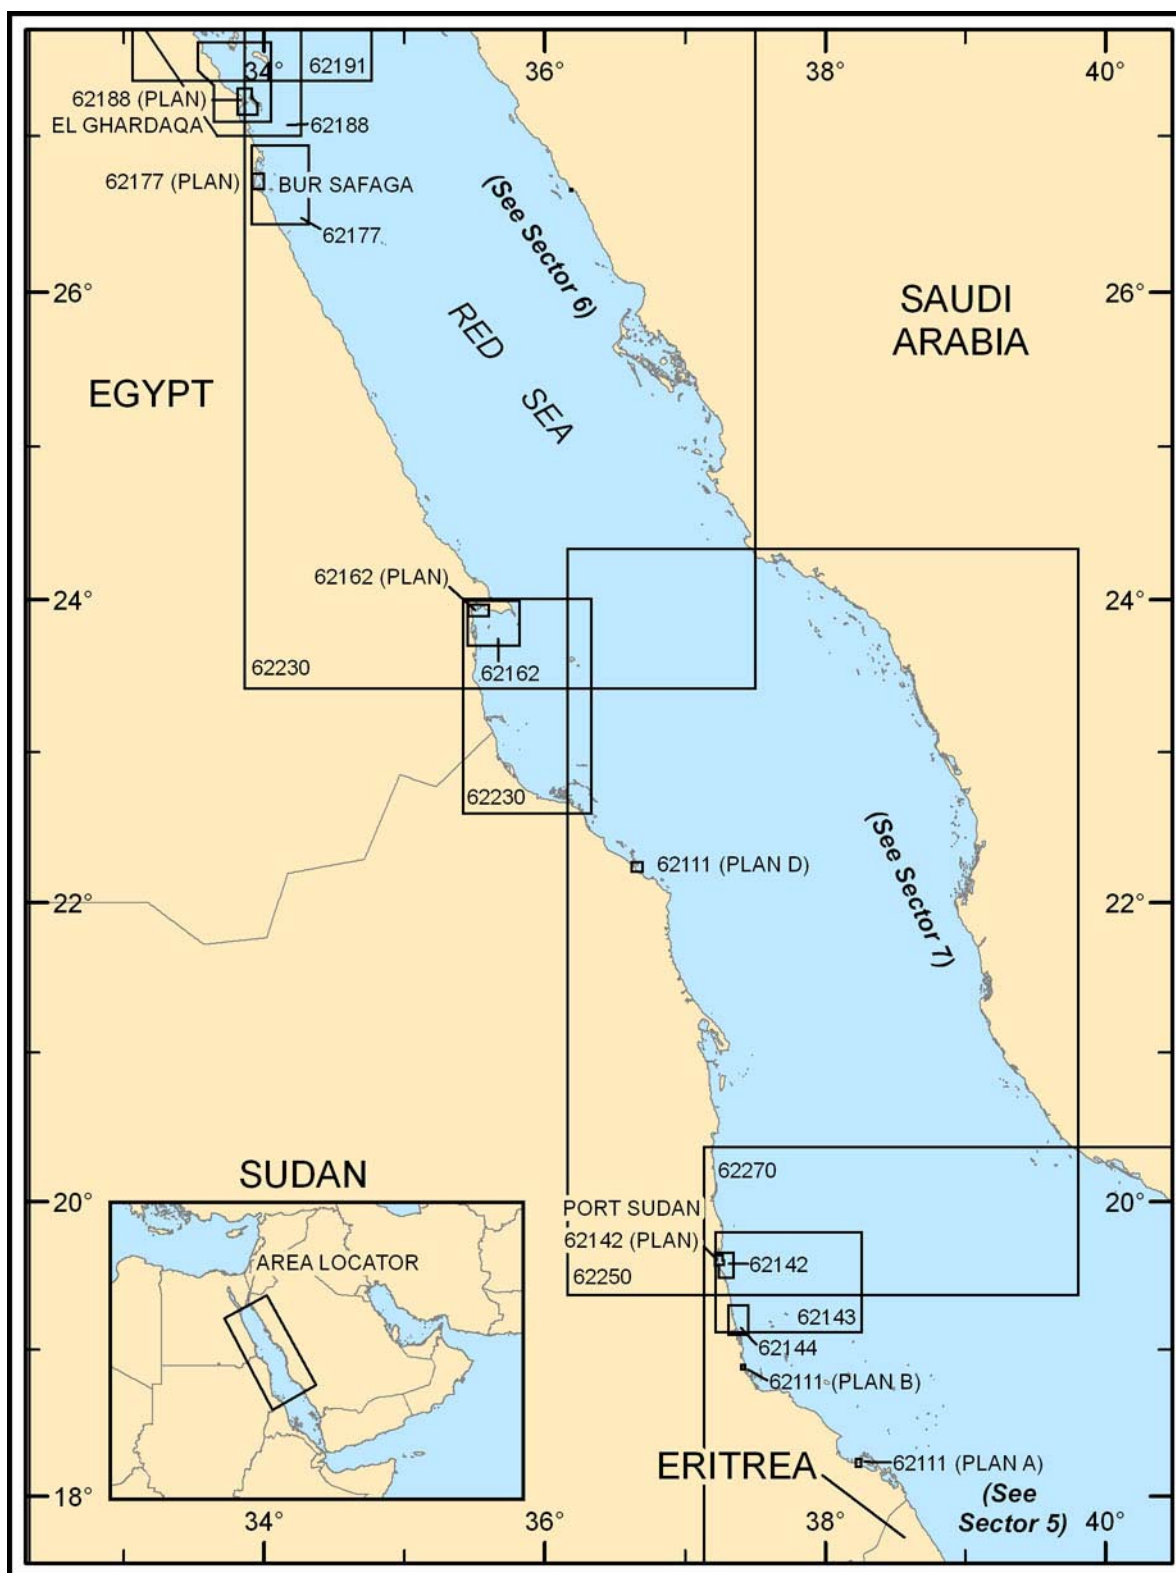 34°
36°
38°
40°
62191
62188 (PLAN)
EL GHARDAQA
62188
62177 (PLAN)
BUR SAFAGA
62177
(See Sector 6)
26°
26°
SAUDI
ARABIA
RED
SEA
EGYPT
62162 (PLAN)
24°
24°
62230
62162
62230
62111 (PLAN D)
(See Sector 7)
22°
22°
SUDAN
62270
20°
20°
PORT SUDAN
62142 (PLAN)
62142
62250
62143
62144
AREA LOCATOR
62111 (PLAN B)
ERITREA
62111 (PLAN A)
(See
Sector 5)
18°
34°
36°
38°
40°